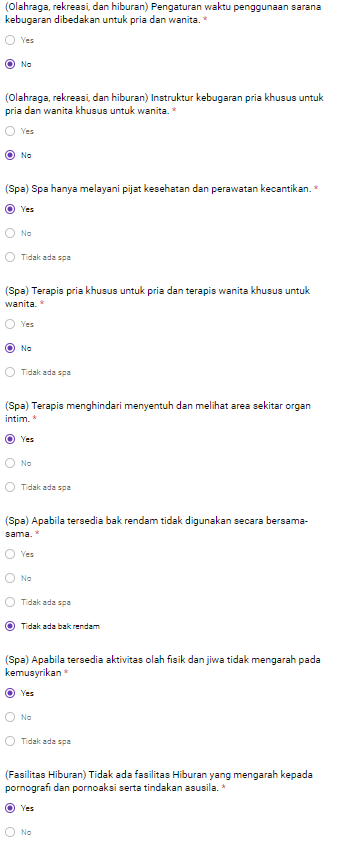 (Olahraga, rekreasi, dan hiburan) Pengaturan waktu penggunaan sarana
kebugaran dibedakan untuk pria dan wanita. *
Yes
No
(Olahraga, rekreasi, dan hiburan) Instruktur kebugaran pria khusus untuk
pria dan wanita khusus untuk wanita. *
Yes
No
(Spa) Spa hanya melayani pijat kesehatan dan perawatan kecantikan. *
Yes
No
Tidak ada spa
(Spa) Terapis pria khusus untuk pria dan terapis wanita khusus untuk
wanita. *
Yes
No
Tidak ada spa
(Spa) Terapis menghindari menyentuh dan melihat area sekitar organ
intim. *
Yes
No
Tidak ada spa
(Spa) Apabila tersedia bak rendam tidak digunakan secara bersama-
sama. *
Yes
No
Tidak ada spa
Tidak ada bak rendam
(Spa) Apabila tersedia aktivitas olah fisik dan jiwa tidak mengarah pada
kemusyrikan *
Yes
No
Tidak ada spa
(Fasilitas Hiburan) Tidak ada fasilitas Hiburan yang mengarah kepada
pornografi dan pornoaksi serta tindakan asusila. *
Yes
No